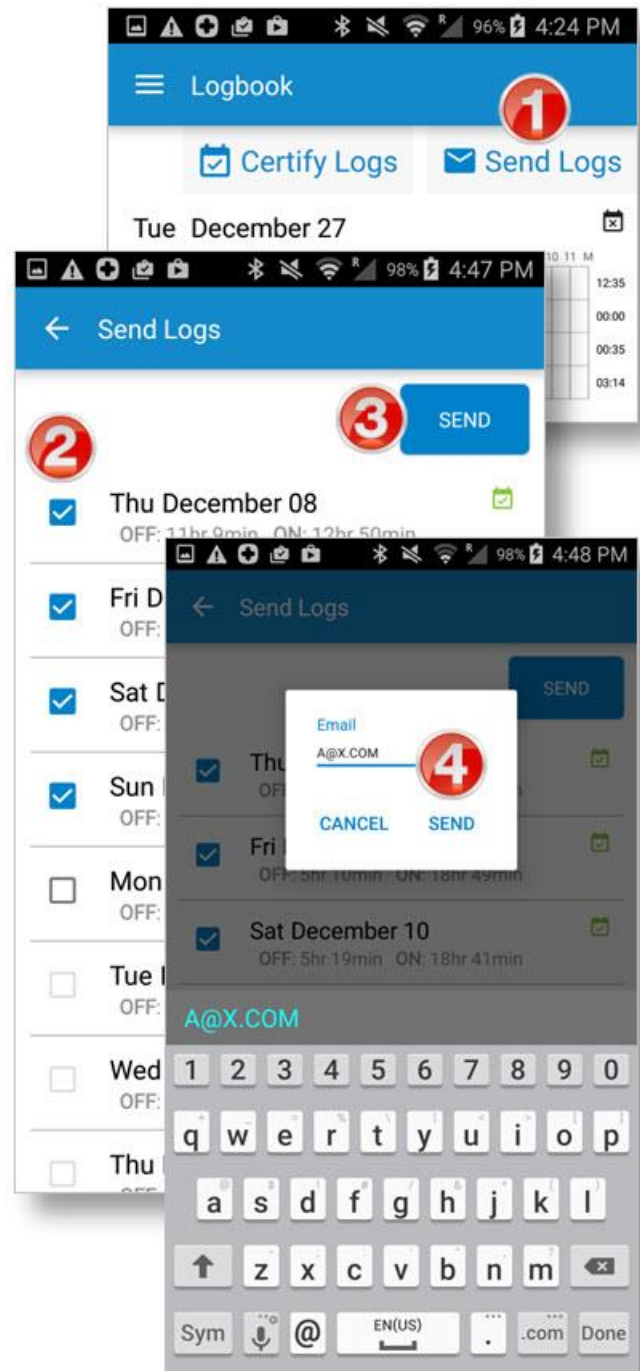 R 96% 4:24 PM
Logbook
1
Certify Logs Send Logs
Tue December 27
10 11 M
12:35
00:00
00:35
03:14
R 98% 4:47 PM
Send Logs
3
SEND
2
Thu December 08
OFF: 11hr 9min ON: 12hr 50min
Fri D
OFF:
Sat
OFF:
Sun
OFF:
Mon
OFF:
Tue
OFF:
Wed
OFF:
Thu
R 98% 4:48 PM
Send Logs
SEND
Email
A@X.COM
4
CANCEL SEND
Thu
Fri
OFF: 5hr 10min ON: 18hr 49min
Sat December 10
OFF: 5hr 19min ON: 18hr 41min
A@X.COM
1 2 3 4 5 6 7 8 9 0
q w e r t y u i o p
a s d f g h j k l
z x c v b n m
Sym @ EN(US) . .com Done